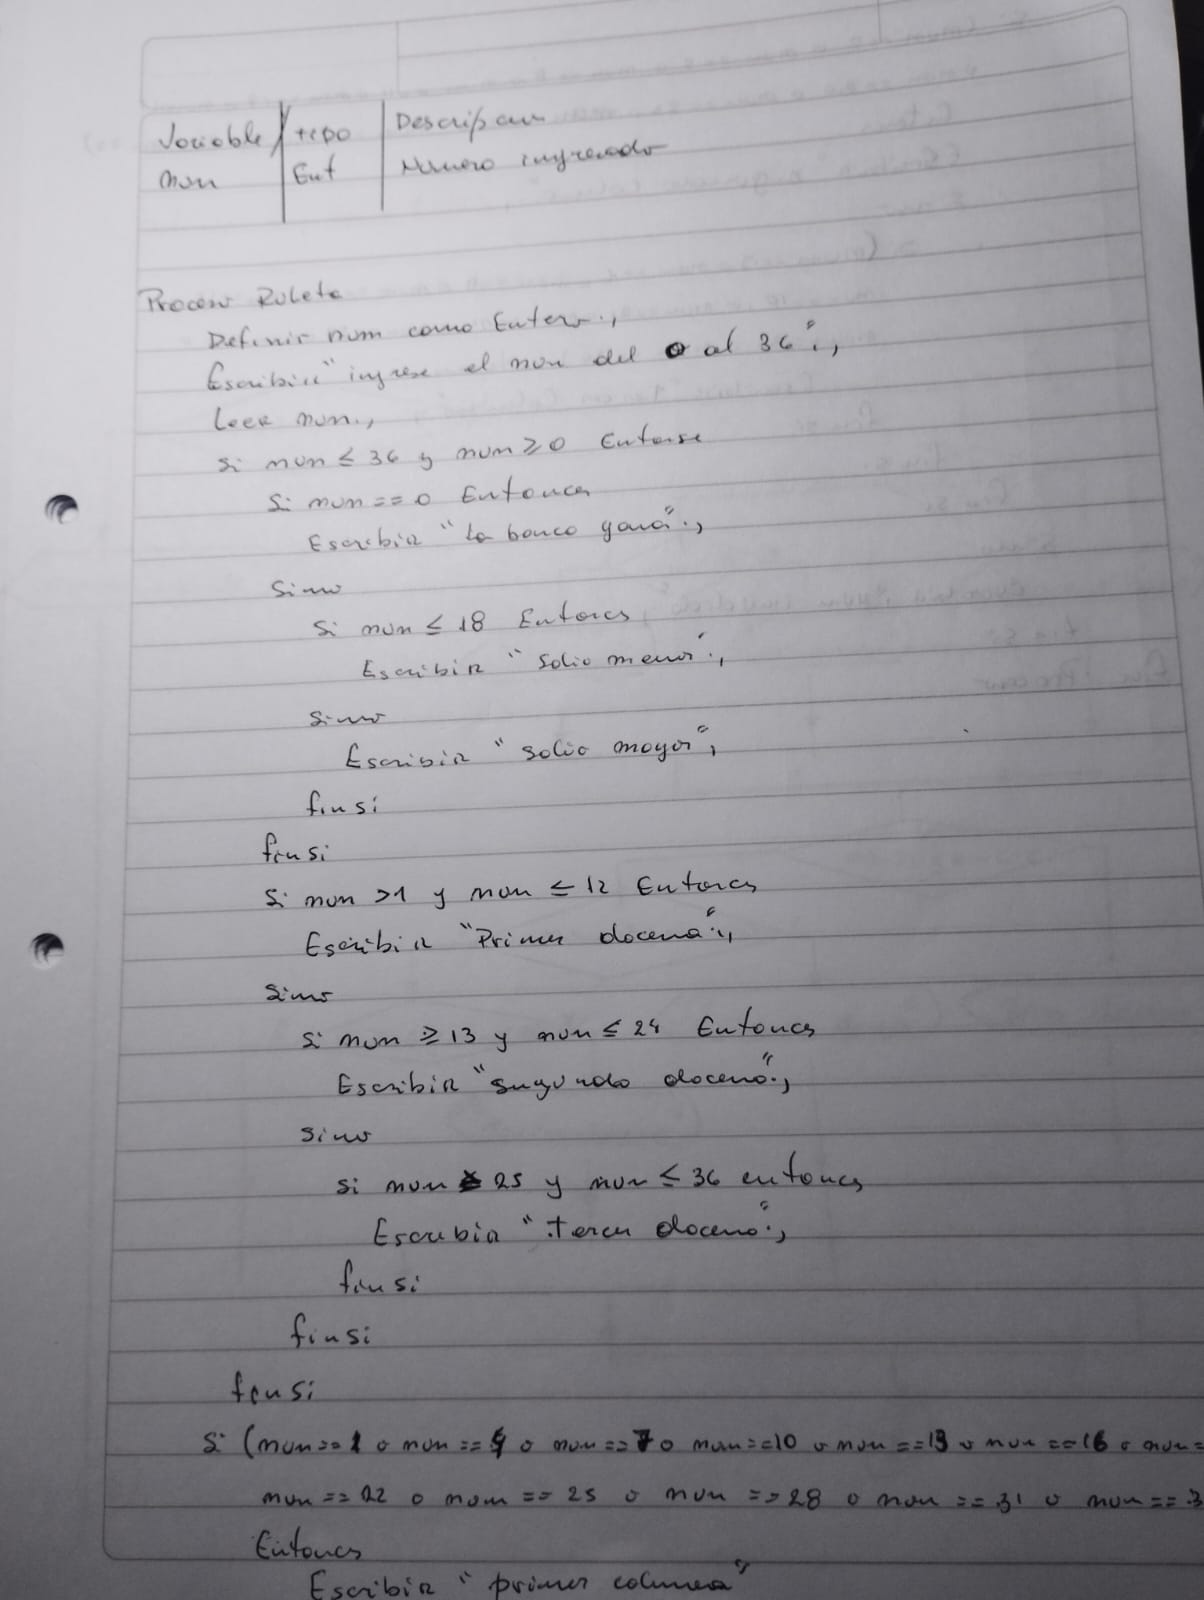 Variable tipo Descripcion
num Ent Numero ingresado
Proceso Ruleta
Definir num como Entero;
Escribir "ingrese el num del 0 al 36";
Leer num;
Si num ≤ 36 y num ≥ 0 Entonces
Si num == 0 Entonces
Escribir "La banca gana";
Sino
Si num ≤ 18 Entonces
Escribir "Salio menor";
Sino
Escribir "Salio mayor";
finsi
finsi
Si num >1 y num ≤ 12 Entonces
Escribir "Primer docena";
Sino
Si num ≥ 13 y num ≤ 24 Entonces
Escribir "Segundo docena";
Sino
si num ≥ 25 y num ≤ 36 entonces
Escribir "tercer docena";
finsi
finsi
finsi
Si (num == 1 o num == 4 o num == 7 o num == 10 o num == 13 o num == 16 o num =
num == 22 o num == 25 o num == 28 o num == 31 o num == 3
Entonces
Escribir "primer columna"